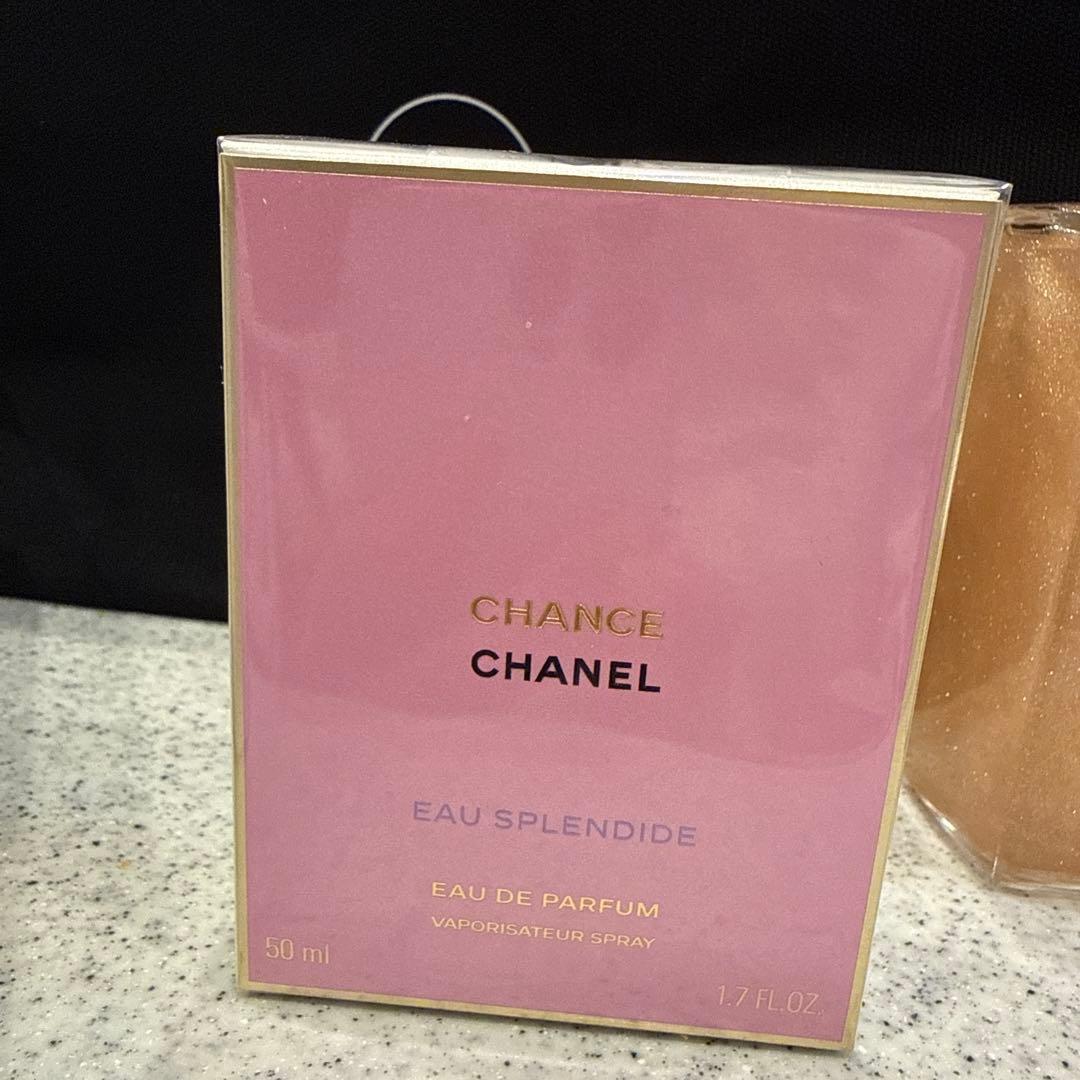 CHANCE
CHANEL
EAU SPLENDIDE
EAU DE PARFUM
VAPORISATEUR SPRAY
50 ml
1.7 FL.OZ.